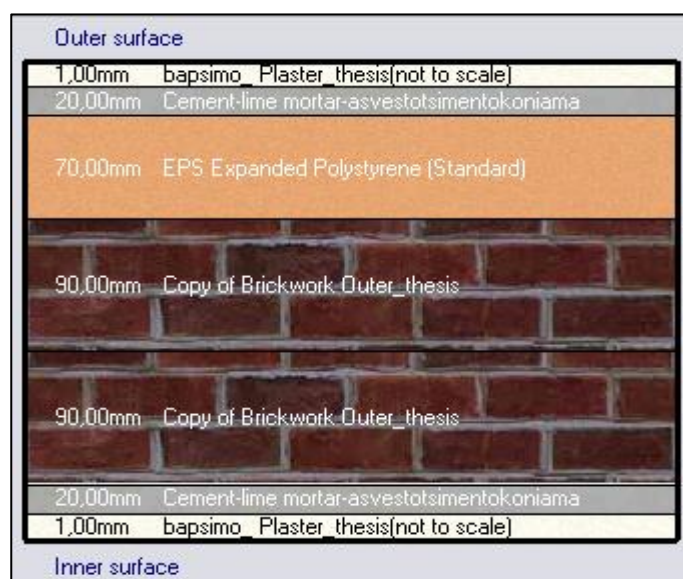 Outer surface
1,00mm bapsimo_ Plaster_thesis(not to scale)
20,00mm Cement-lime mortar-asvestotsimentokoniama
70,00mm EPS Expanded Polystyrene (Standard)
90,00mm Copy of Brickwork Outer_thesis
90,00mm Copy of Brickwork Outer_thesis
20,00mm Cement-lime mortar-asvestotsimentokoniama
1,00mm bapsimo_ Plaster_thesis(not to scale)
Inner surface